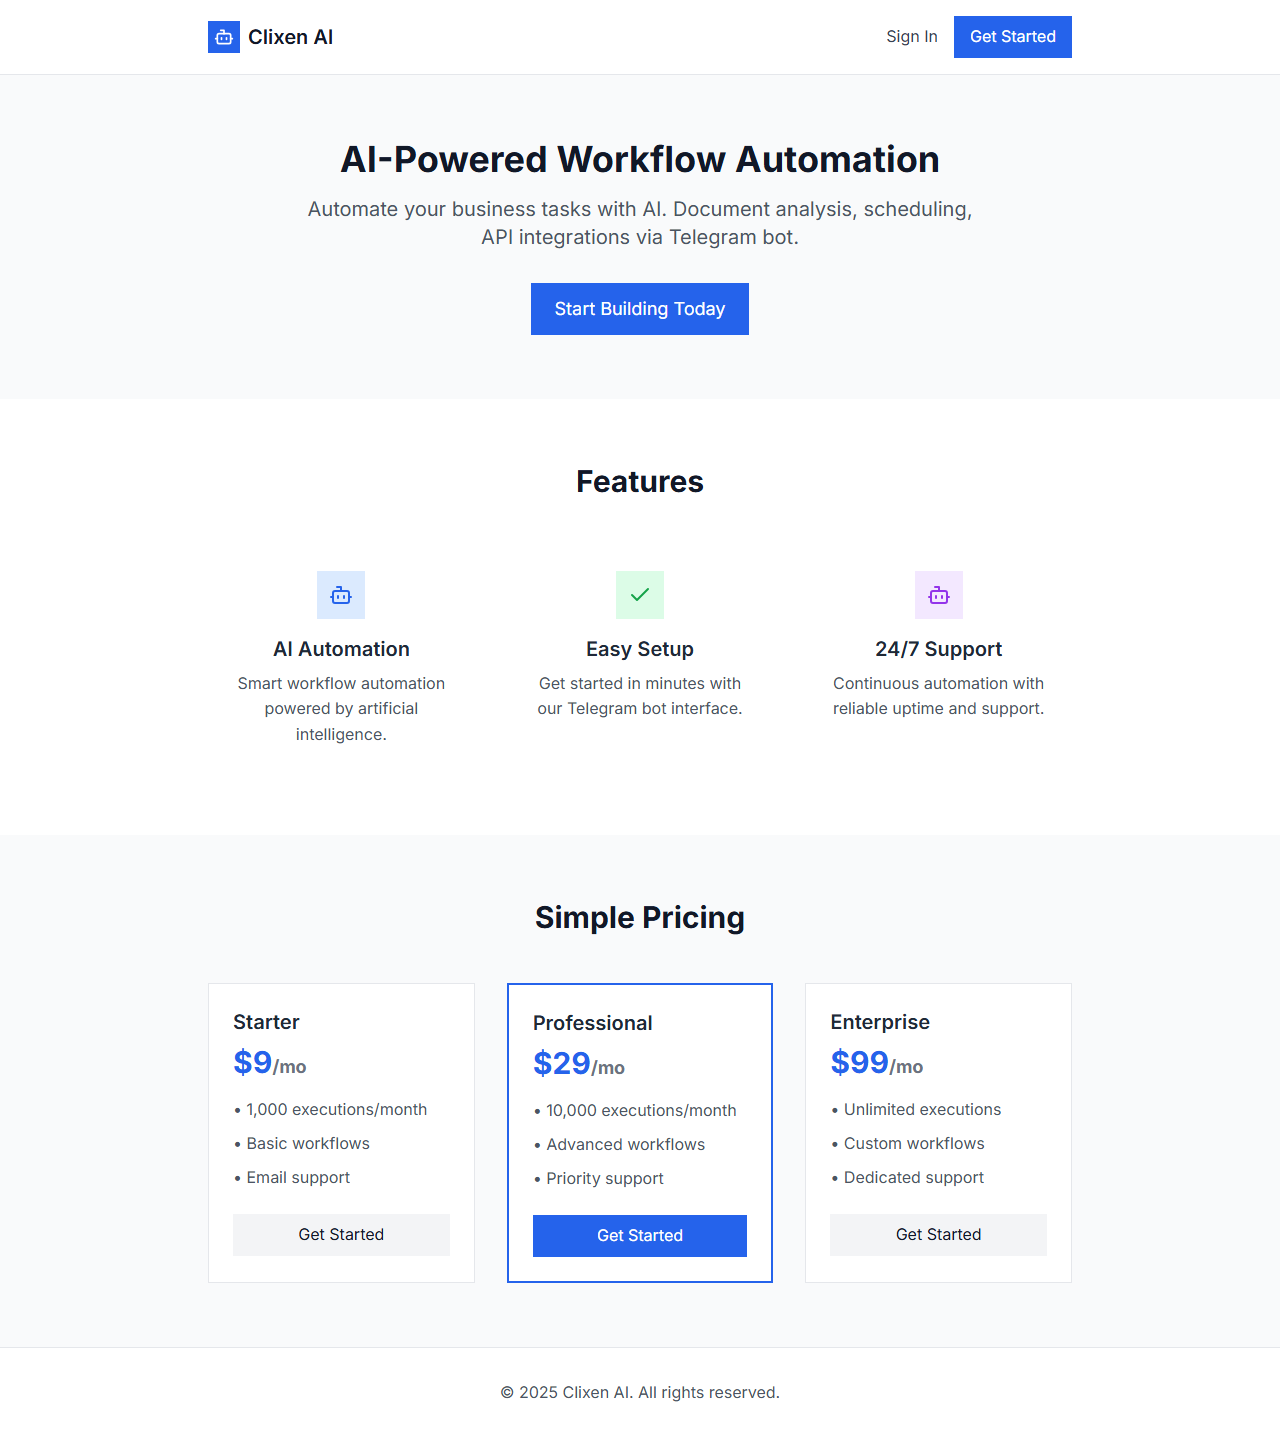 Clixen AI
Sign In
Get Started
AI-Powered Workflow Automation
Automate your business tasks with AI. Document analysis, scheduling,
API integrations via Telegram bot.
Start Building Today
Features
AI Automation
Smart workflow automation
powered by artificial
intelligence.
Easy Setup
Get started in minutes with
our Telegram bot interface.
24/7 Support
Continuous automation with
reliable uptime and support.
Simple Pricing
Starter
$9/mo
• 1,000 executions/month
• Basic workflows
• Email support
Get Started
Professional
$29/mo
• 10,000 executions/month
• Advanced workflows
• Priority support
Get Started
Enterprise
$99/mo
• Unlimited executions
• Custom workflows
• Dedicated support
Get Started
© 2025 Clixen AI. All rights reserved.